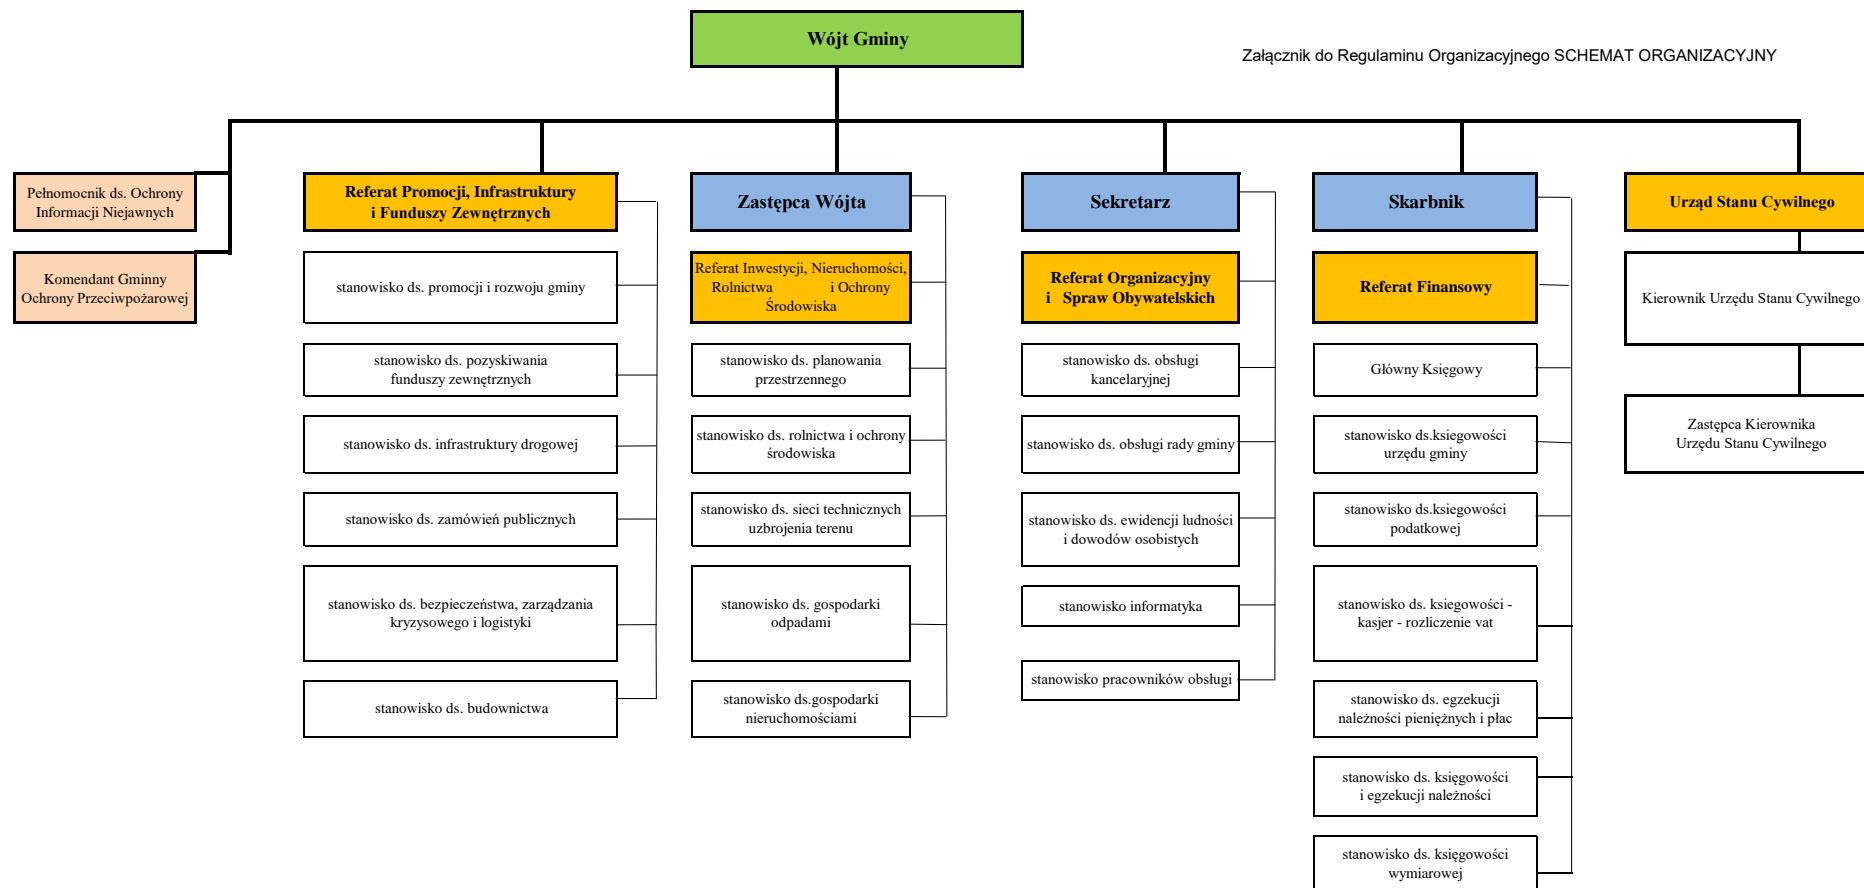 Wójt Gminy
Załącznik do Regulaminu Organizacyjnego SCHEMAT ORGANIZACYJNY
Pełnomocnik ds. Ochrony
Informacji Niejawnych
Komendant Gminny
Ochrony Przeciwpożarowej
Referat Promocji, Infrastruktury
i Funduszy Zewnętrznych
stanowisko ds. promocji i rozwoju gminy
stanowisko ds. pozyskiwania
funduszy zewnętrznych
stanowisko ds. infrastruktury drogowej
stanowisko ds. zamówień publicznych
stanowisko ds. bezpieczeństwa, zarządzania
kryzysowego i logistyki
stanowisko ds. budownictwa
Zastępca Wójta
Referat Inwestycji, Nieruchomości,
Rolnictwa i Ochrony
Środowiska
stanowisko ds. planowania
przestrzennego
stanowisko ds. rolnictwa i ochrony
środowiska
stanowisko ds. sieci technicznych
uzbrojenia terenu
stanowisko ds. gospodarki
odpadami
stanowisko ds.gospodarki
nieruchomościami
Sekretarz
Referat Organizacyjny
i Spraw Obywatelskich
stanowisko ds. obsługi
kancelaryjnej
stanowisko ds. obsługi rady gminy
stanowisko ds. ewidencji ludności
i dowodów osobistych
stanowisko informatyka
stanowisko pracowników obsługi
Skarbnik
Referat Finansowy
Główny Księgowy
stanowisko ds.ksiegowości
urzędu gminy
stanowisko ds.ksiegowości
podatkowej
stanowisko ds. ksiegowości -
kasjer - rozliczenie vat
stanowisko ds. egzekucji
należności pieniężnych i płac
stanowisko ds. księgowości
i egzekucji należności
stanowisko ds. księgowości
wymiarowej
Urząd Stanu Cywilnego
Kierownik Urzędu Stanu Cywilnego
Zastępca Kierownika
Urzędu Stanu Cywilnego